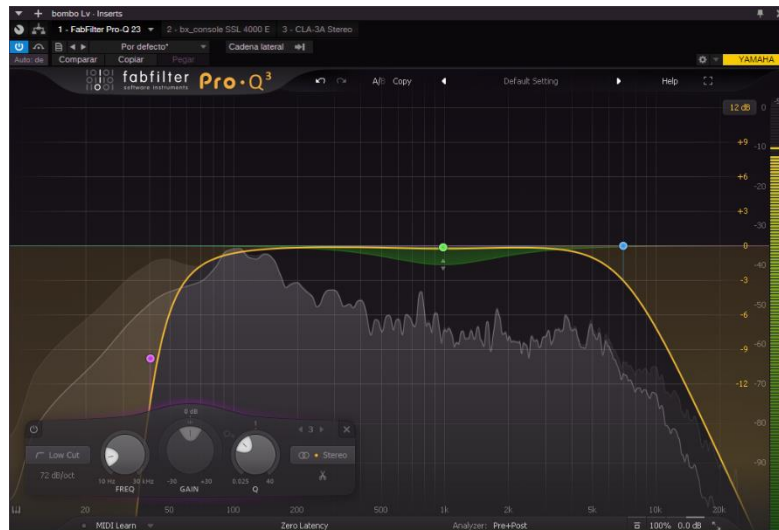 bombo Lv - Inserts
1 - FabFilter Pro-Q 23 2 - bx_console SSL 4000 E 3 - CLA-3A Stereo
Por defecto* Cadena lateral
Auto: de Comparar Copiar Pegar YAMAHA
fabfilter Pro·Q3 A/B Copy Default Setting Help
software instruments
12 dB 0
+9 -10
+6 -20
+3 -30
0 -40
-3 -50
-6 -60
-9 -70
-12 -80
-90
0 dB 1 3
Low Cut Stereo
72 dB/oct
10 Hz 30 kHz -30 +30 0.025 40
FREQ GAIN Q
20 50 100 200 500 1k 2k 5k 10k 20k
MIDI Learn Zero Latency Analyzer: Pre+Post 100% 0.0 dB